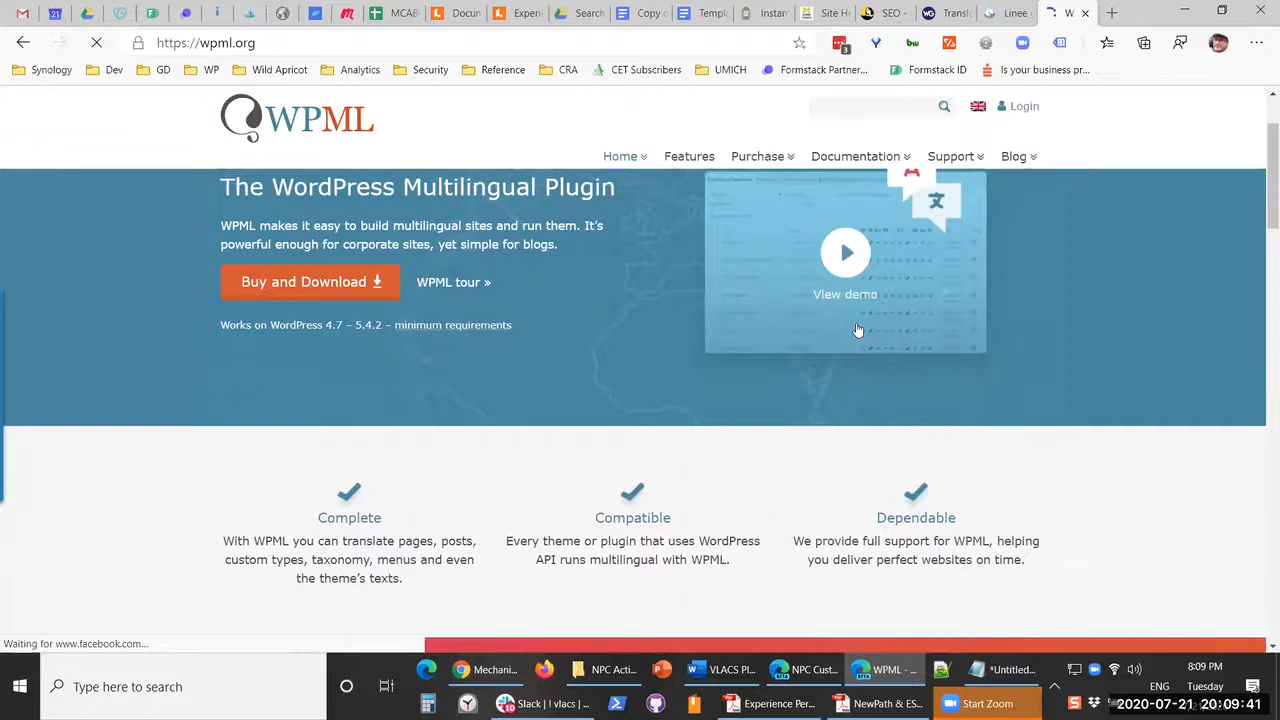 21
MCAB
Docun
Experi
Search
Copy c
Templ
Instan
Site H
SEO -
Transl
Linee
W
https://wpml.org
3
bw
Synology
Dev
GD
WP
Wild Apricot
Analytics
Security
Reference
CRA
CET Subscribers
UMICH
Formstack Partner...
Formstack ID
Is your business pr...
WPML
Login
Home
Features
Purchase
Documentation
Support
Blog
The WordPress Multilingual Plugin
WPML makes it easy to build multilingual sites and run them. It's
powerful enough for corporate sites, yet simple for blogs.
Buy and Download
WPML tour »
Works on WordPress 4.7 – 5.4.2 – minimum requirements
文
View demo
Complete
With WPML you can translate pages, posts,
custom types, taxonomy, menus and even
the theme's texts.
Compatible
Every theme or plugin that uses WordPress
API runs multilingual with WPML.
Dependable
We provide full support for WPML, helping
you deliver perfect websites on time.
Waiting for www.facebook.com...
Type here to search
Mechani...
NPC Acti...
VLACS Pl...
NPC Cust...
WPML - ...
*Untitled...
8:09 PM
ENG
Tuesday
10
Slack | ! vlacs | ...
Experience Per...
NewPath & ES...
Start Zoom
2020-07-21 20:09:41